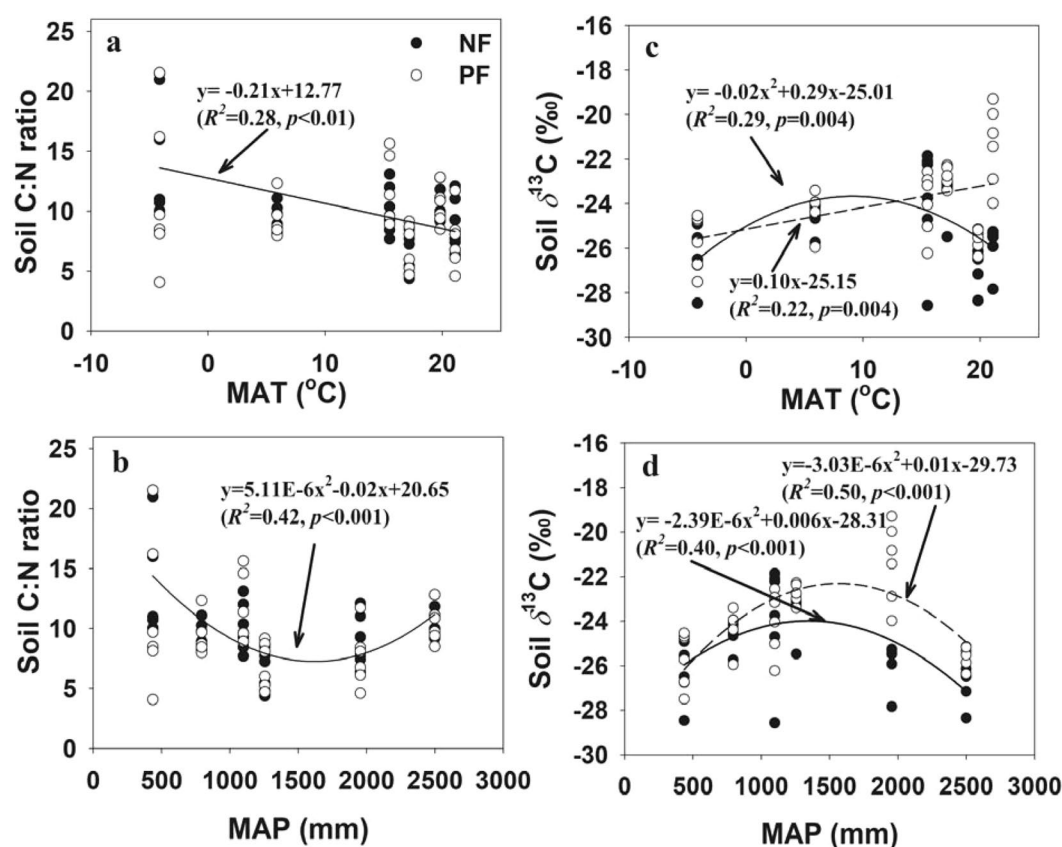 a
NF
PF
y= -0.21x+12.77
(R²=0.28, p<0.01)
Soil C:N ratio
25
20
15
10
5
0
-10
0
10
20
MAT (°C)
c
y= -0.02x²+0.29x-25.01
(R²=0.29, p=0.004)
y=0.10x-25.15
(R²=0.22, p=0.004)
Soil δ¹³C (‰)
-16
-18
-20
-22
-24
-26
-28
-30
-10
0
10
20
MAT (°C)
b
y=5.11E-6x²-0.02x+20.65
(R²=0.42, p<0.001)
Soil C:N ratio
25
20
15
10
5
0
0
500
1000
1500
2000
2500
3000
MAP (mm)
d
y=-3.03E-6x²+0.01x-29.73
(R²=0.50, p<0.001)
y= -2.39E-6x²+0.006x-28.31
(R²=0.40, p<0.001)
Soil δ¹³C (‰)
-16
-18
-20
-22
-24
-26
-28
-30
0
500
1000
1500
2000
2500
3000
MAP (mm)